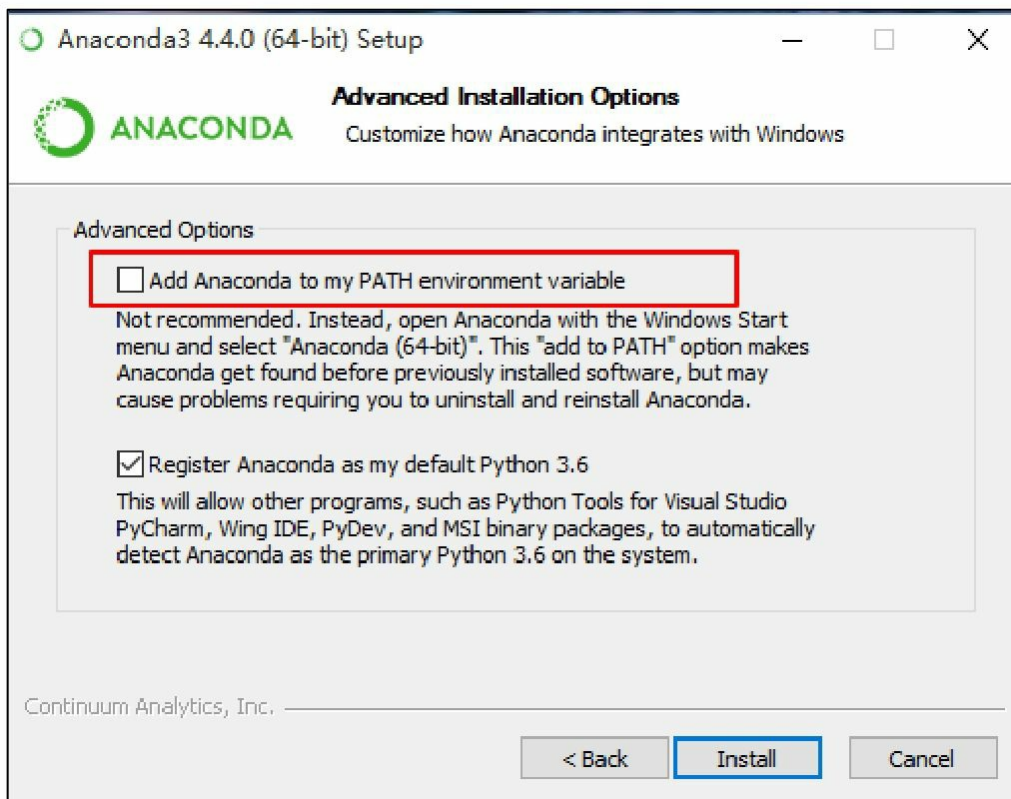 Anaconda3 4.4.0 (64-bit) Setup
ANACONDA
Advanced Installation Options
Customize how Anaconda integrates with Windows
Advanced Options
Add Anaconda to my PATH environment variable
Not recommended. Instead, open Anaconda with the Windows Start
menu and select "Anaconda (64-bit)". This "add to PATH" option makes
Anaconda get found before previously installed software, but may
cause problems requiring you to uninstall and reinstall Anaconda.
Register Anaconda as my default Python 3.6
This will allow other programs, such as Python Tools for Visual Studio
PyCharm, Wing IDE, PyDev, and MSI binary packages, to automatically
detect Anaconda as the primary Python 3.6 on the system.
Continuum Analytics, Inc.
< Back Install Cancel